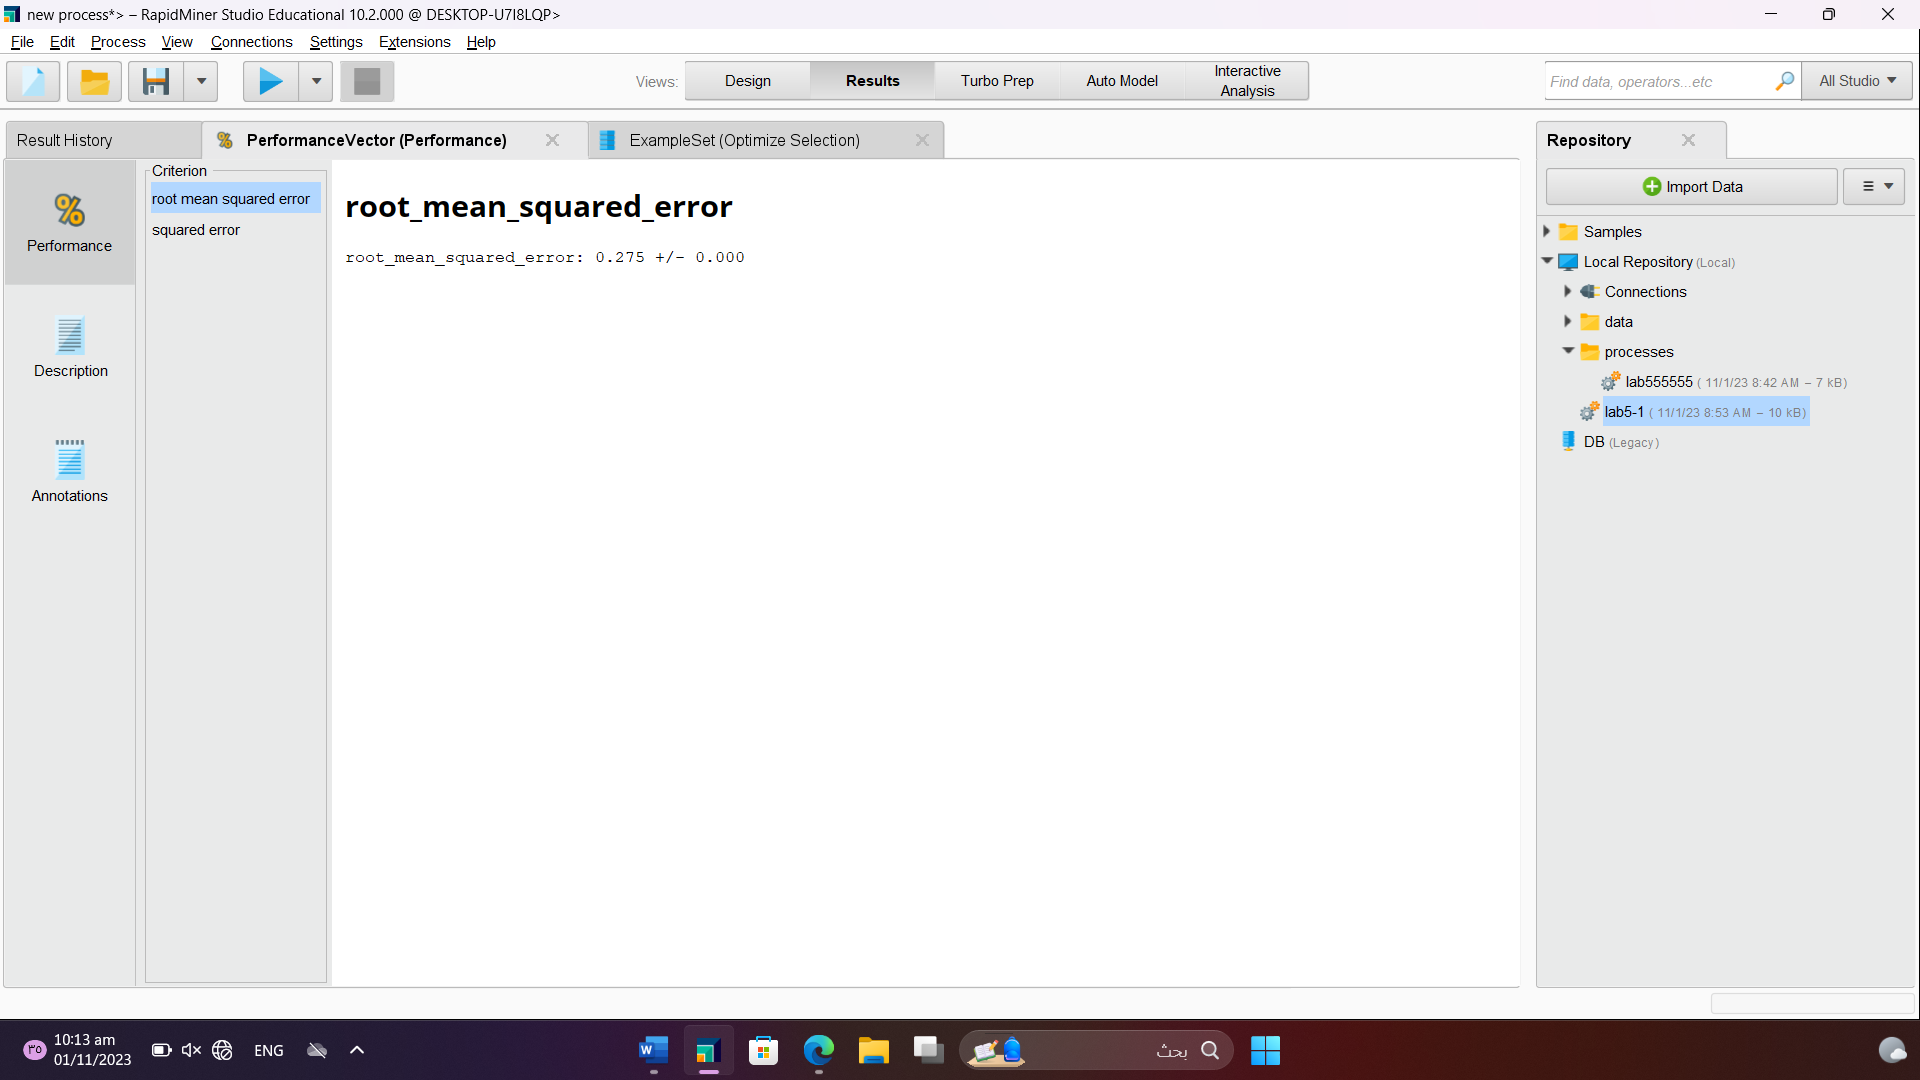 new process*> – RapidMiner Studio Educational 10.2.000 @ DESKTOP-U7I8LQP>
File Edit Process View Connections Settings Extensions Help
Views: Design Results Turbo Prep Auto Model Interactive Analysis
Find data, operators...etc All Studio
Result History PerformanceVector (Performance) ExampleSet (Optimize Selection)
Performance
Description
Annotations
Criterion
root mean squared error
squared error
root_mean_squared_error
root_mean_squared_error: 0.275 +/- 0.000
Repository
Import Data
Samples
Local Repository (Local)
Connections
data
processes
lab555555 ( 11/1/23 8:42 AM – 7 kB)
lab5-1 ( 11/1/23 8:53 AM – 10 kB)
DB (Legacy)
٣٥
10:13 am
01/11/2023
ENG
بحث